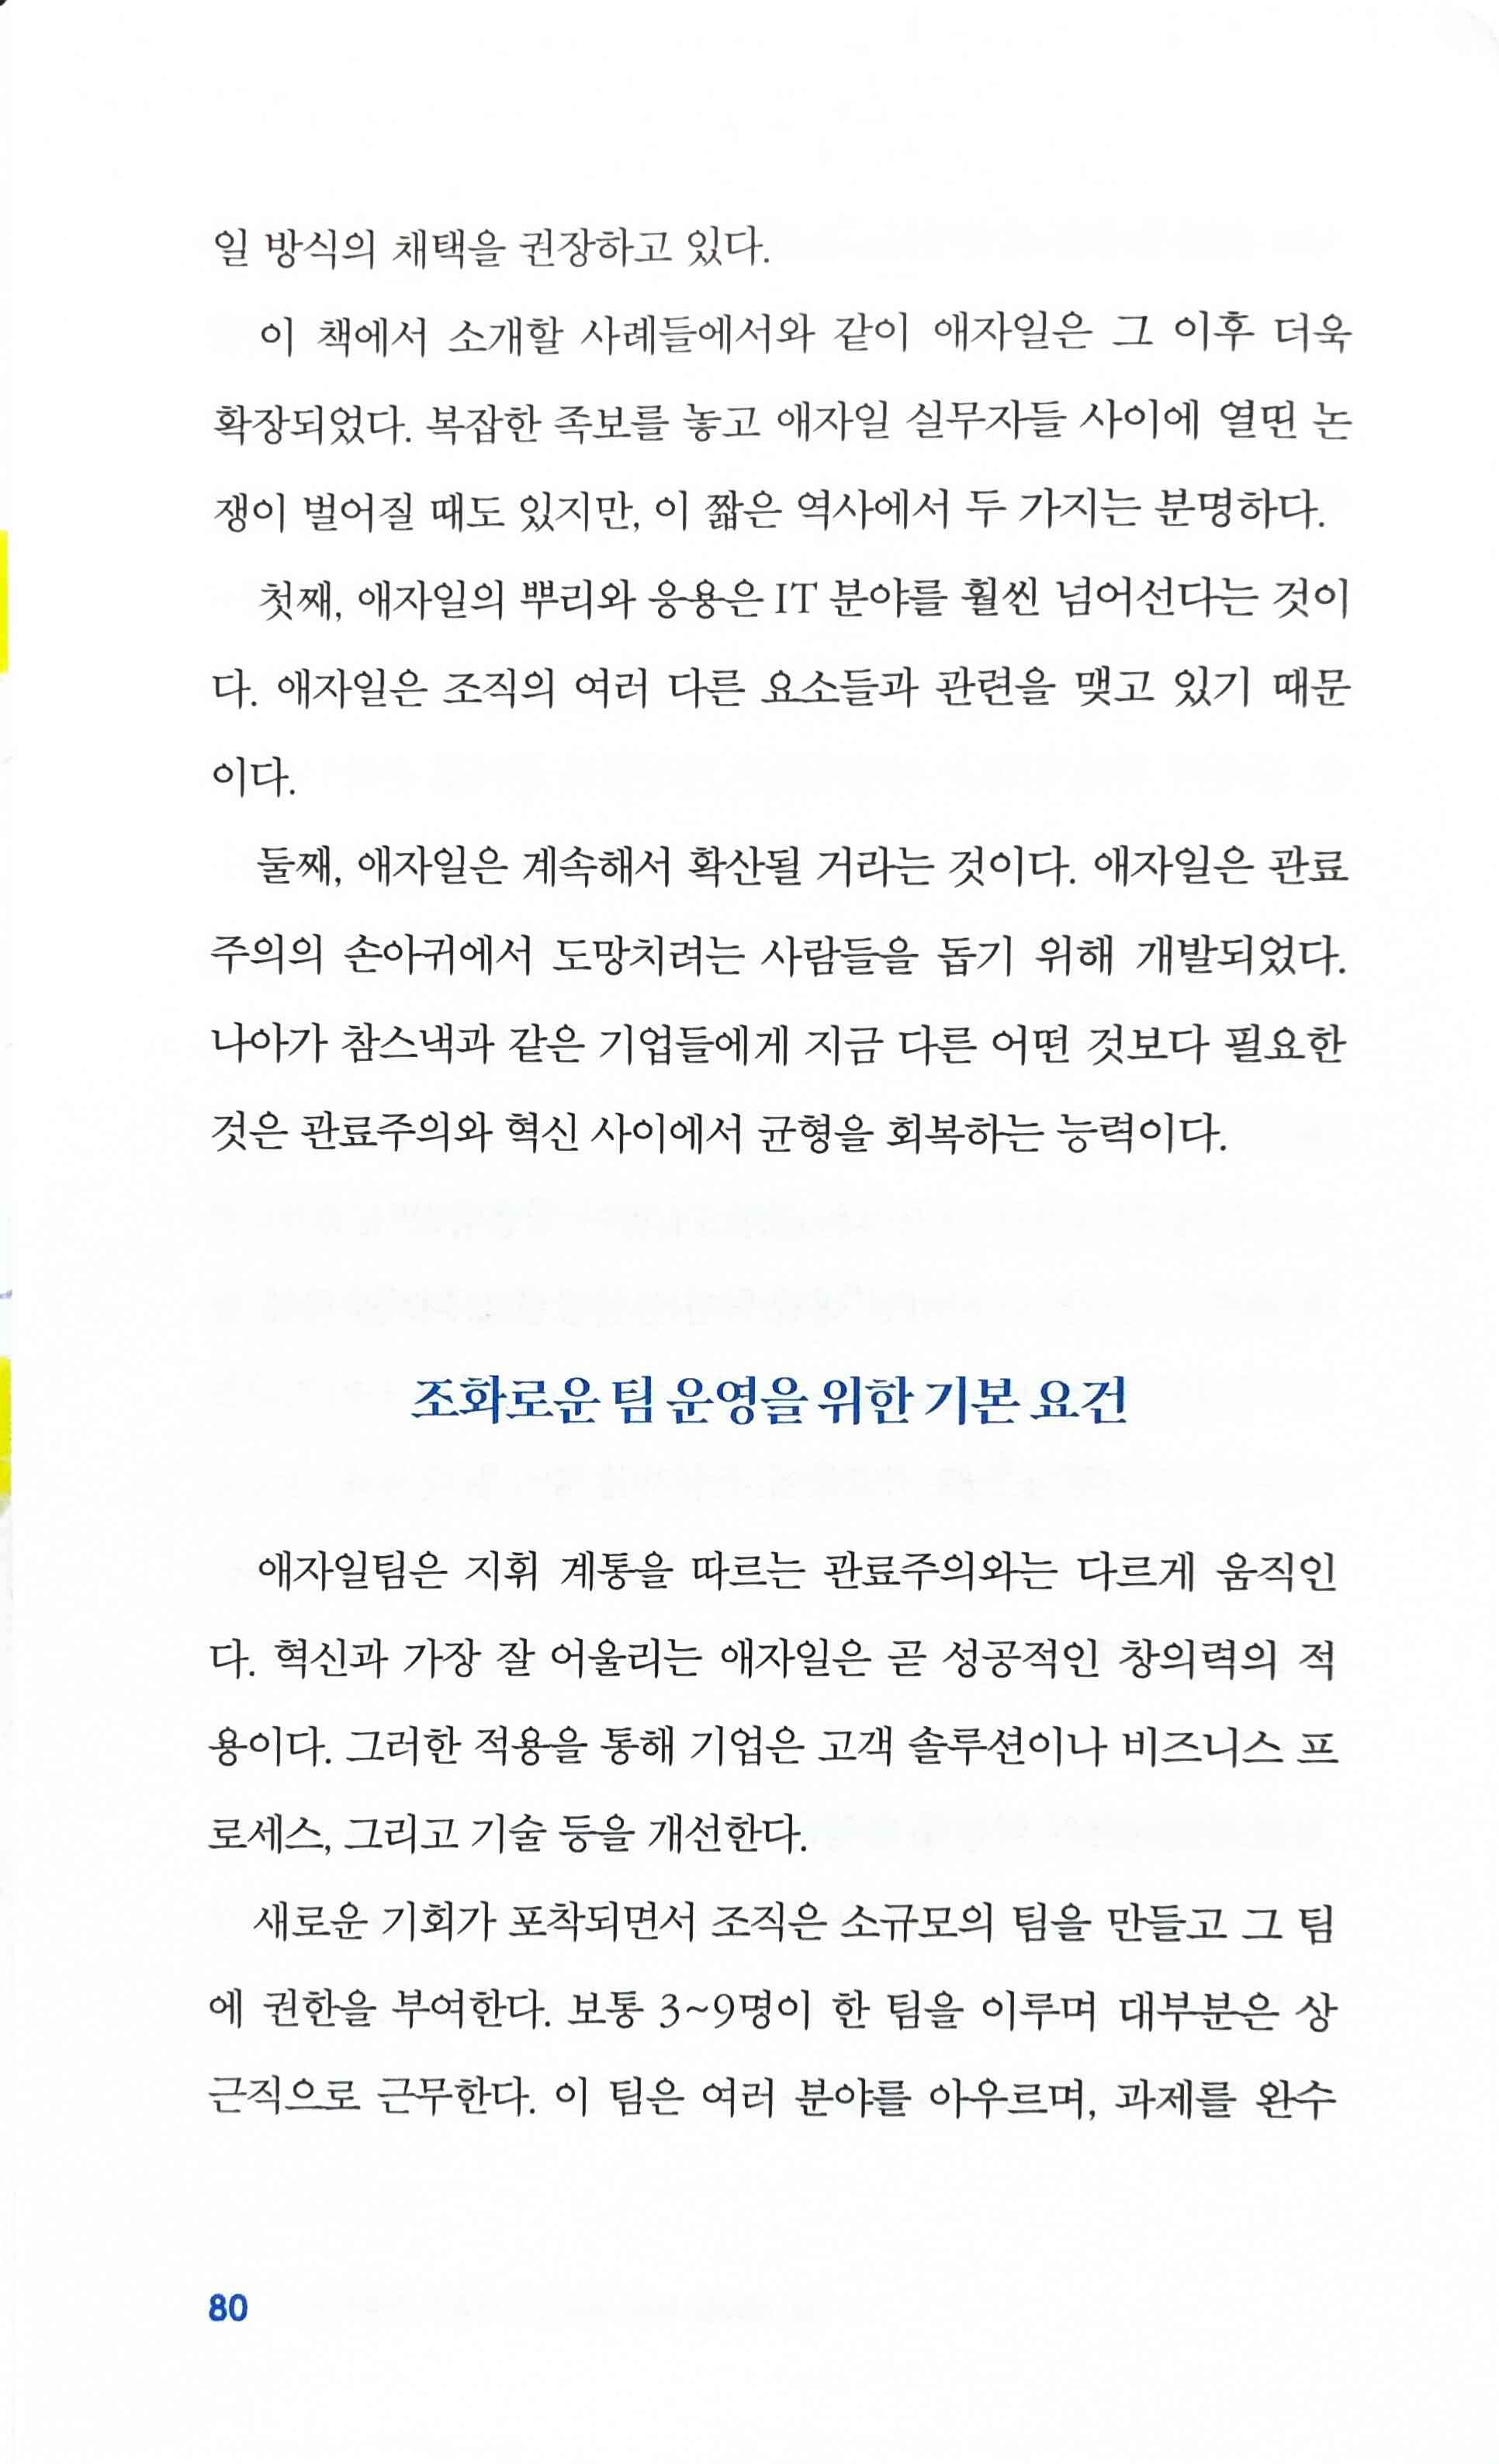 일 방식의 채택을 권장하고 있다.
이 책에서 소개할 사례들에서와 같이 애자일은 그 이후 더욱
확장되었다. 복잡한 족보를 놓고 애자일 실무자들 사이에 열띤 논
쟁이 벌어질 때도 있지만, 이 짧은 역사에서 두 가지는 분명하다.
첫째, 애자일의 뿌리와 응용은 IT 분야를 훨씬 넘어선다는 것이
다. 애자일은 조직의 여러 다른 요소들과 관련을 맺고 있기 때문
이다.
둘째, 애자일은 계속해서 확산될 거라는 것이다. 애자일은 관료
주의의 손아귀에서 도망치려는 사람들을 돕기 위해 개발되었다.
나아가 참스낵과 같은 기업들에게 지금 다른 어떤 것보다 필요한
것은 관료주의와 혁신 사이에서 균형을 회복하는 능력이다.
조화로운 팀 운영을 위한 기본 요건
애자일팀은 지휘 계통을 따르는 관료주의와는 다르게 움직인
다. 혁신과 가장 잘 어울리는 애자일은 곧 성공적인 창의력의 적
용이다. 그러한 적용을 통해 기업은 고객 솔루션이나 비즈니스 프
로세스, 그리고 기술 등을 개선한다.
새로운 기회가 포착되면서 조직은 소규모의 팀을 만들고 그 팀
에 권한을 부여한다. 보통 3~9명이 한 팀을 이루며 대부분은 상
근직으로 근무한다. 이 팀은 여러 분야를 아우르며, 과제를 완수
80